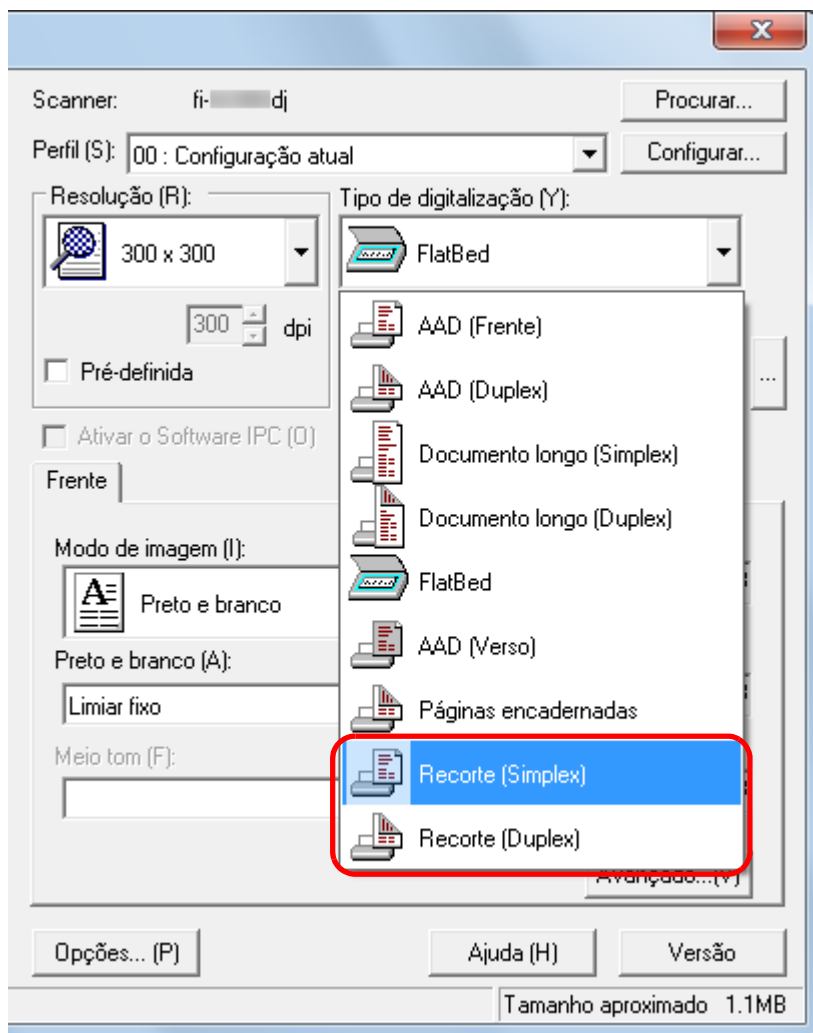 Scanner: fi- dj Procurar...
Perfil (S): 00 : Configuração atual Configurar...
Resolução (R): Tipo de digitalização (Y):
300 x 300 FlatBed
300 dpi
AAD (Frente)
Pré-definida ...
AAD (Duplex)
Ativar o Software IPC (O)
Documento longo (Simplex)
Frente
Documento longo (Duplex)
Modo de imagem (I):
FlatBed
Preto e branco
AAD (Verso)
Preto e branco (A):
Limiar fixo
Páginas encadernadas
Meio tom (F):
Recorte (Simplex)
Recorte (Duplex)
Avançado...(V)
Opções... (P) Ajuda (H) Versão
Tamanho aproximado 1.1MB